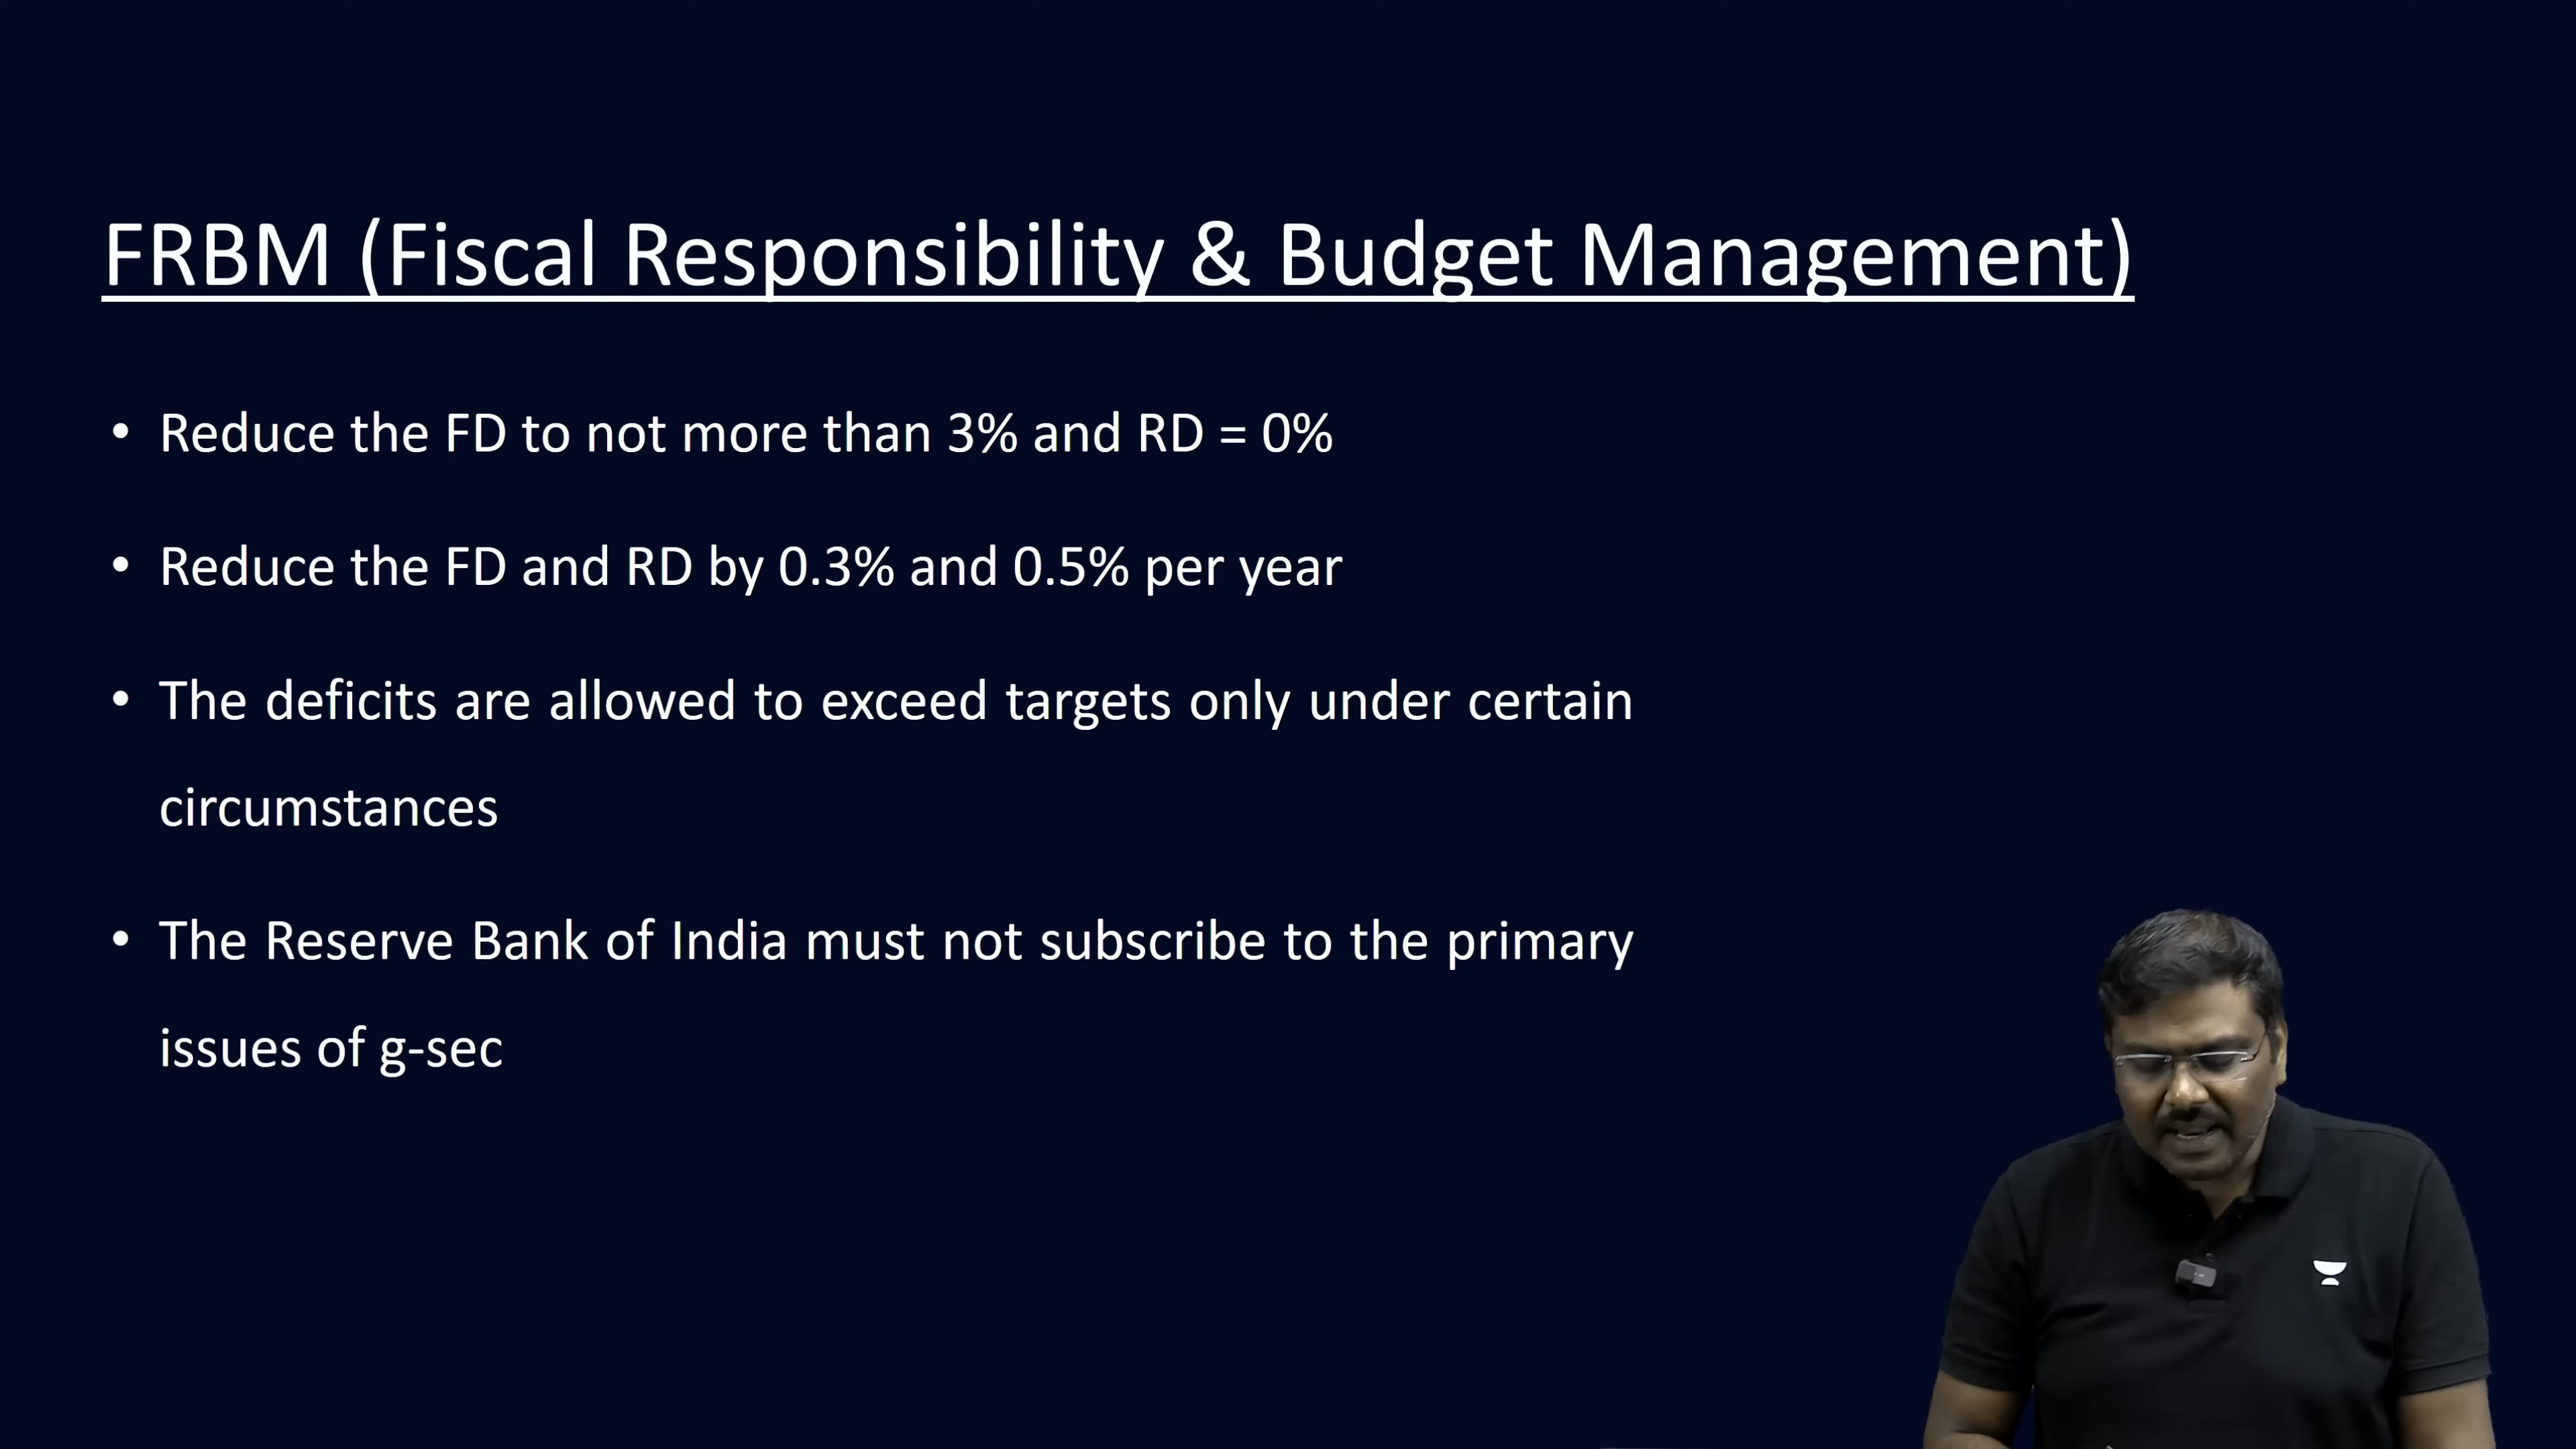 FRBM (Fiscal Responsibility & Budget Management)
• Reduce the FD to not more than 3% and RD = 0%
• Reduce the FD and RD by 0.3% and 0.5% per year
• The deficits are allowed to exceed targets only under certain
circumstances
• The Reserve Bank of India must not subscribe to the primary
issues of g-sec